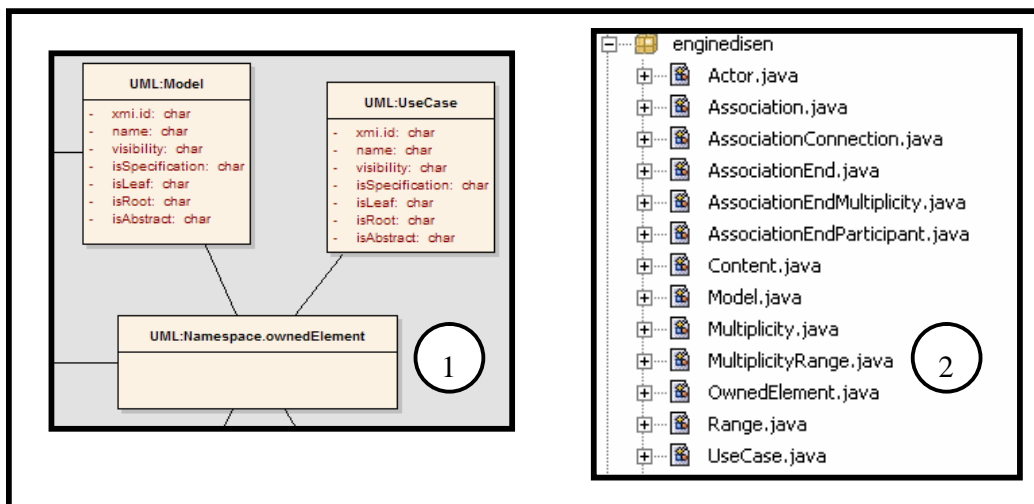 UML:Model
- xmi.id: char
- name: char
- visibility: char
- isSpecification: char
- isLeaf: char
- isRoot: char
- isAbstract: char
UML:UseCase
- xmi.id: char
- name: char
- visibility: char
- isSpecification: char
- isLeaf: char
- isRoot: char
- isAbstract: char
UML:Namespace.ownedElement
1
enginedisen
Actor.java
Association.java
AssociationConnection.java
AssociationEnd.java
AssociationEndMultiplicity.java
AssociationEndParticipant.java
Content.java
Model.java
Multiplicity.java
MultiplicityRange.java
OwnedElement.java
Range.java
UseCase.java
2